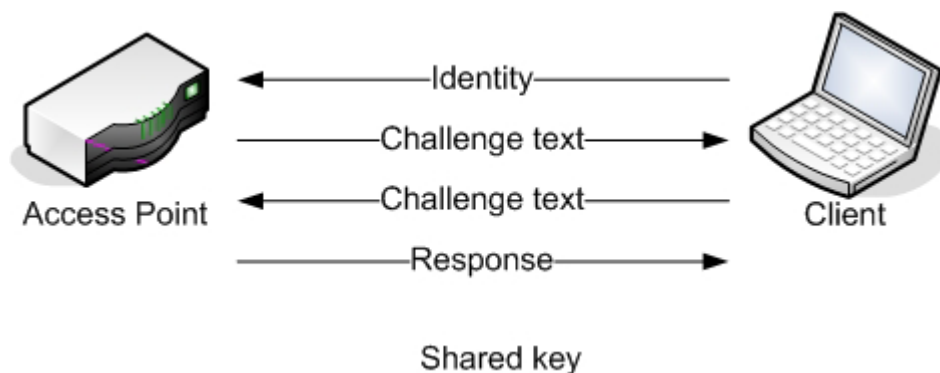 Identity
Challenge text
Challenge text
Response
Access Point
Client
Shared key